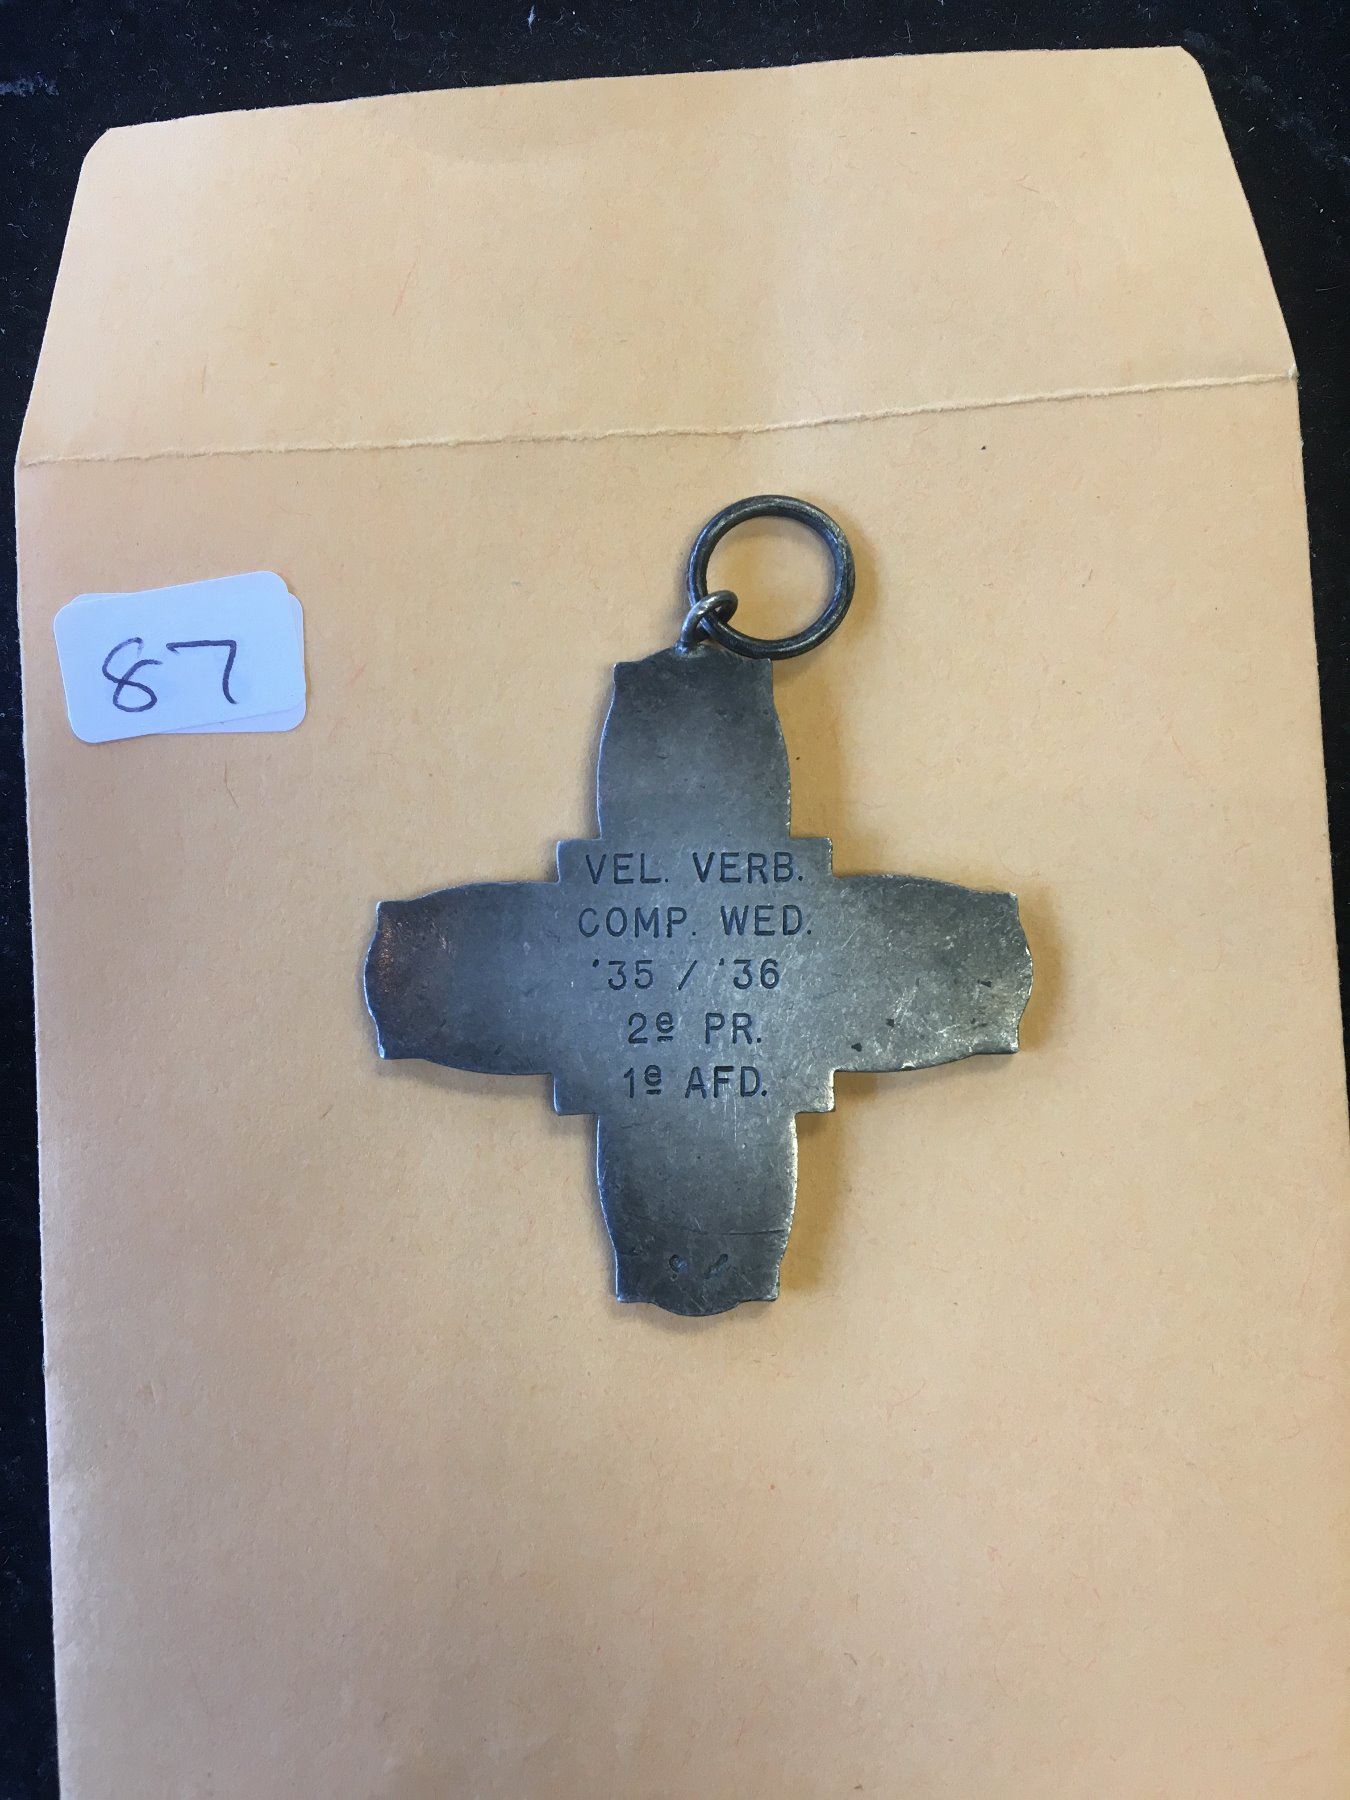 87
VEL. VERB.
COMP. WED.
'35 / '36
2e PR.
1e AFD.